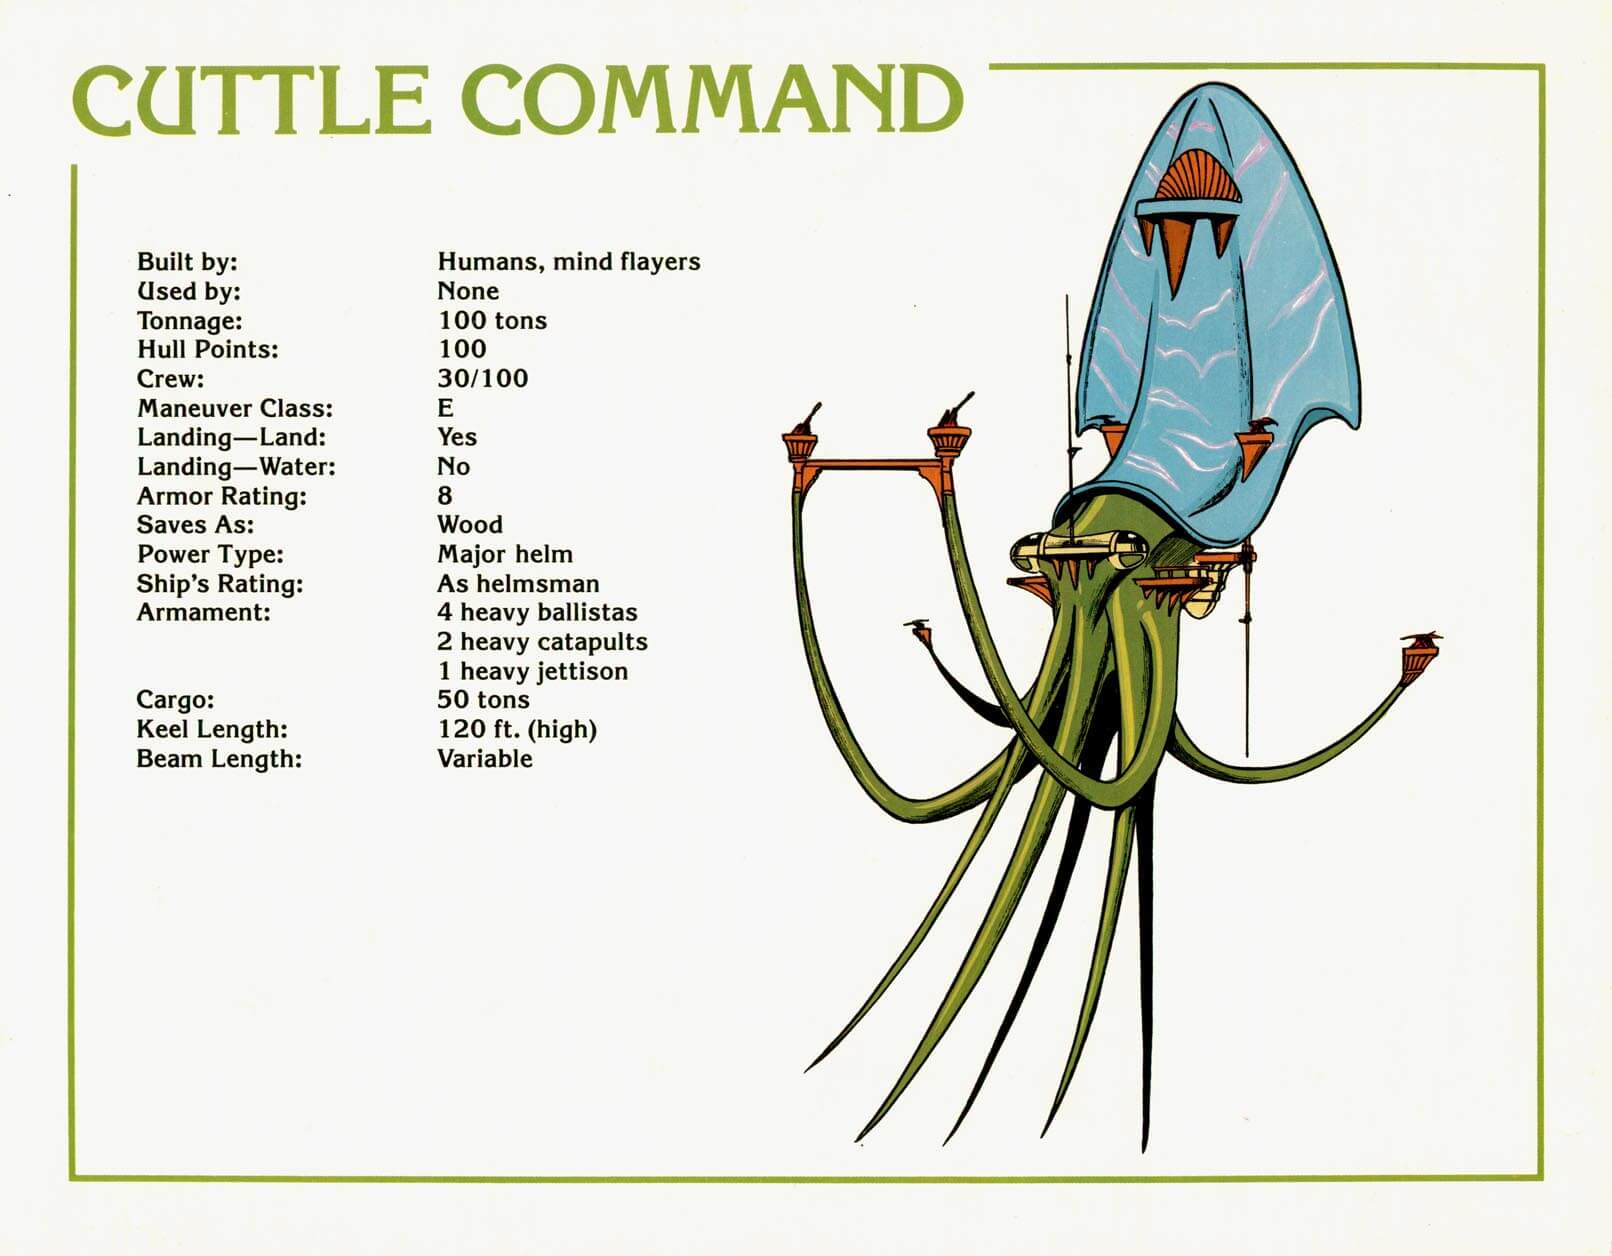 CUTTLE COMMAND
Built by: Humans, mind flayers
Used by: None
Tonnage: 100 tons
Hull Points: 100
Crew: 30/100
Maneuver Class: E
Landing—Land: Yes
Landing—Water: No
Armor Rating: 8
Saves As: Wood
Power Type: Major helm
Ship's Rating: As helmsman
Armament: 4 heavy ballistas
2 heavy catapults
1 heavy jettison
Cargo: 50 tons
Keel Length: 120 ft. (high)
Beam Length: Variable